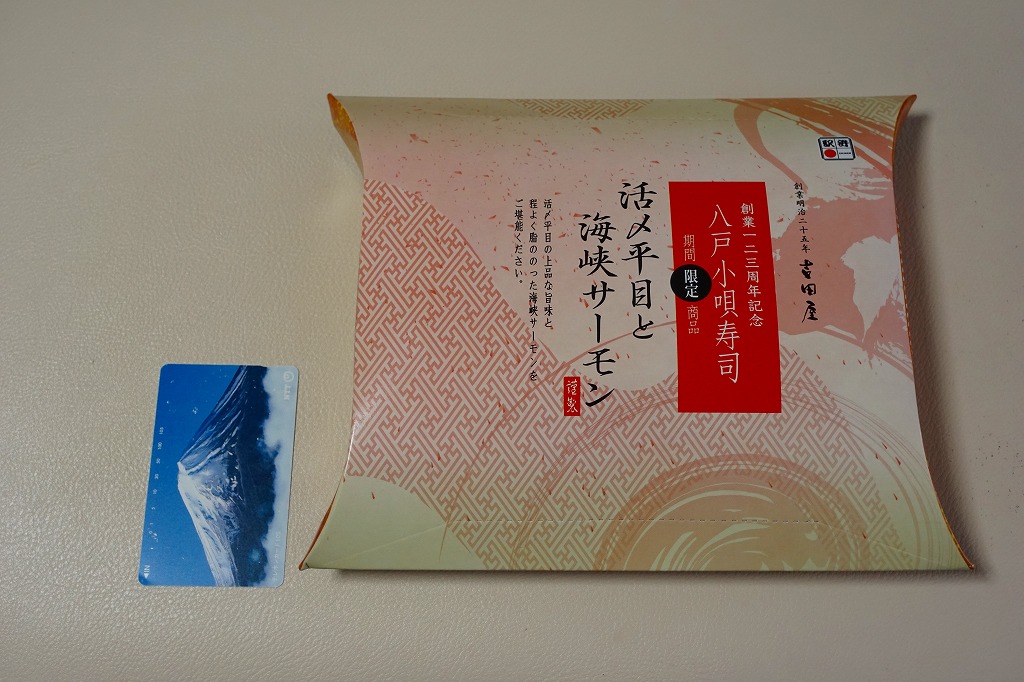 駅弁
創業明治二十五年 吉田屋
創業一二三周年記念
八戸小唄寿司
期間限定商品
活〆平目と
海峡サーモン
謹製
活〆平目の上品な旨味と
程よく脂ののった海峡サーモンを
ご堪能ください。